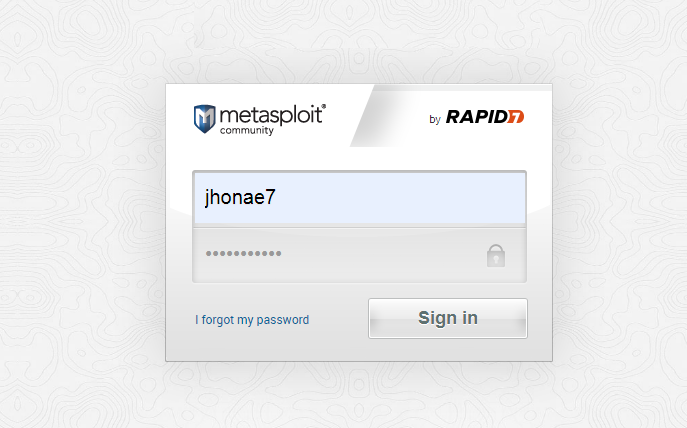 metasploit®
community
by RAPID7
jhonae7
•••••••••••
I forgot my password
Sign in